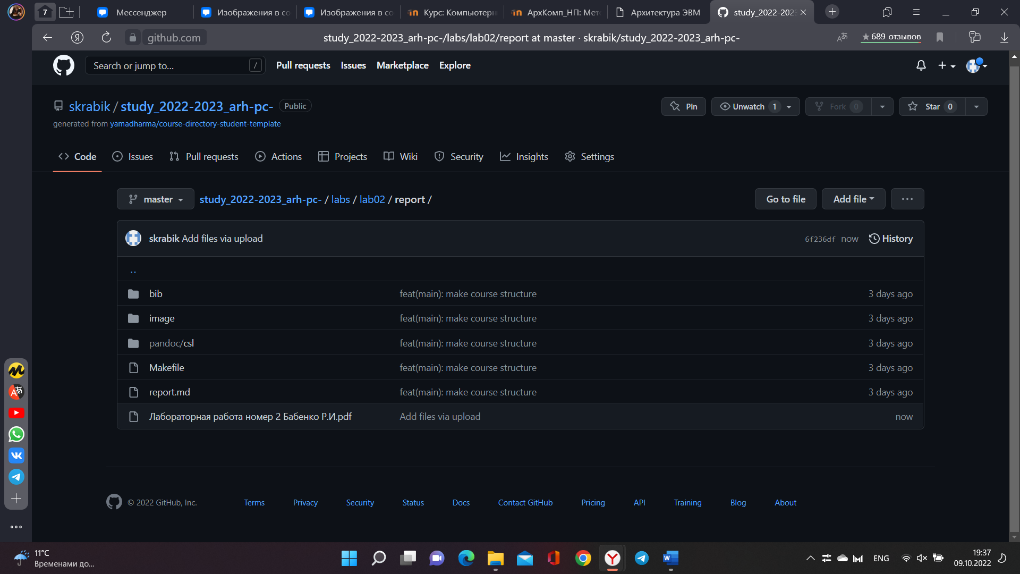 7
Мессенджер
Изображения в со
Изображения в со
Курс: Компьютерн
АрхКомп_НП: Мет
Архитектура ЭВМ
study_2022-202
github.com
study_2022-2023_arh-pc-/labs/lab02/report at master · skrabik/study_2022-2023_arh-pc-
★ 689 отзывов
Search or jump to...
/
Pull requests
Issues
Marketplace
Explore
skrabik / study_2022-2023_arh-pc-
Public
Pin
Unwatch 1
Fork 0
Star 0
generated from yamadharma/course-directory-student-template
Code
Issues
Pull requests
Actions
Projects
Wiki
Security
Insights
Settings
master
study_2022-2023_arh-pc- / labs / lab02 / report /
Go to file
Add file
...
skrabik Add files via upload
6f236df now
History
..
bib feat(main): make course structure 3 days ago
image feat(main): make course structure 3 days ago
pandoc/csl feat(main): make course structure 3 days ago
Makefile feat(main): make course structure 3 days ago
report.md feat(main): make course structure 3 days ago
Лабораторная работа номер 2 Бабенко Р.И.pdf Add files via upload now
© 2022 GitHub, Inc.
Terms
Privacy
Security
Status
Docs
Contact GitHub
Pricing
API
Training
Blog
About
11°C
Временами до...
ENG
19:37
09.10.2022